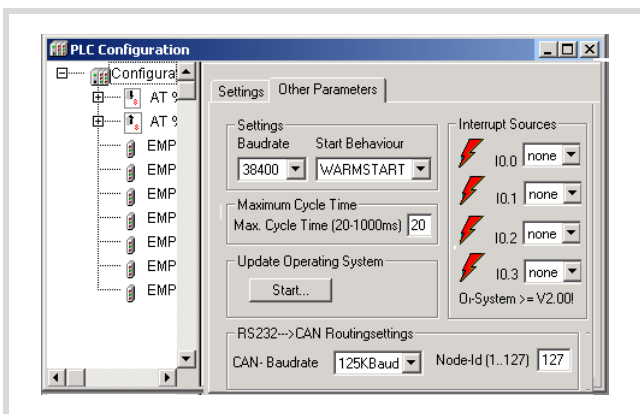 PLC Configuration
Configura
AT %
AT %
EMP
EMP
EMP
EMP
EMP
EMP
EMP
Settings Other Parameters
Settings
Baudrate Start Behaviour
38400 WARMSTART
Maximum Cycle Time
Max. Cycle Time (20-1000ms) 20
Update Operating System
Start...
Interrupt Sources
I0.0 none
I0.1 none
I0.2 none
I0.3 none
On-System >= V2.00!
RS232--->CAN Routingsettings
CAN- Baudrate 125KBaud Node-Id (1..127) 127